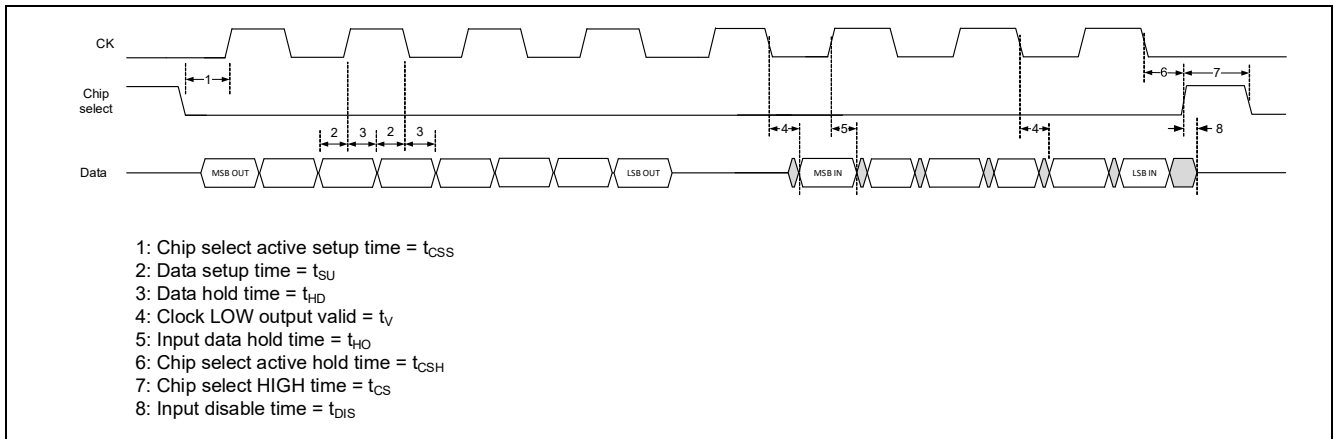 CK
1
6
7
Chip
select
2
3
2
3
4
5
4
8
Data
MSB OUT
LSB OUT
MSB IN
LSB IN
1: Chip select active setup time = tCSS
2: Data setup time = tSU
3: Data hold time = tHD
4: Clock LOW output valid = tV
5: Input data hold time = tHO
6: Chip select active hold time = tCSH
7: Chip select HIGH time = tCS
8: Input disable time = tDIS